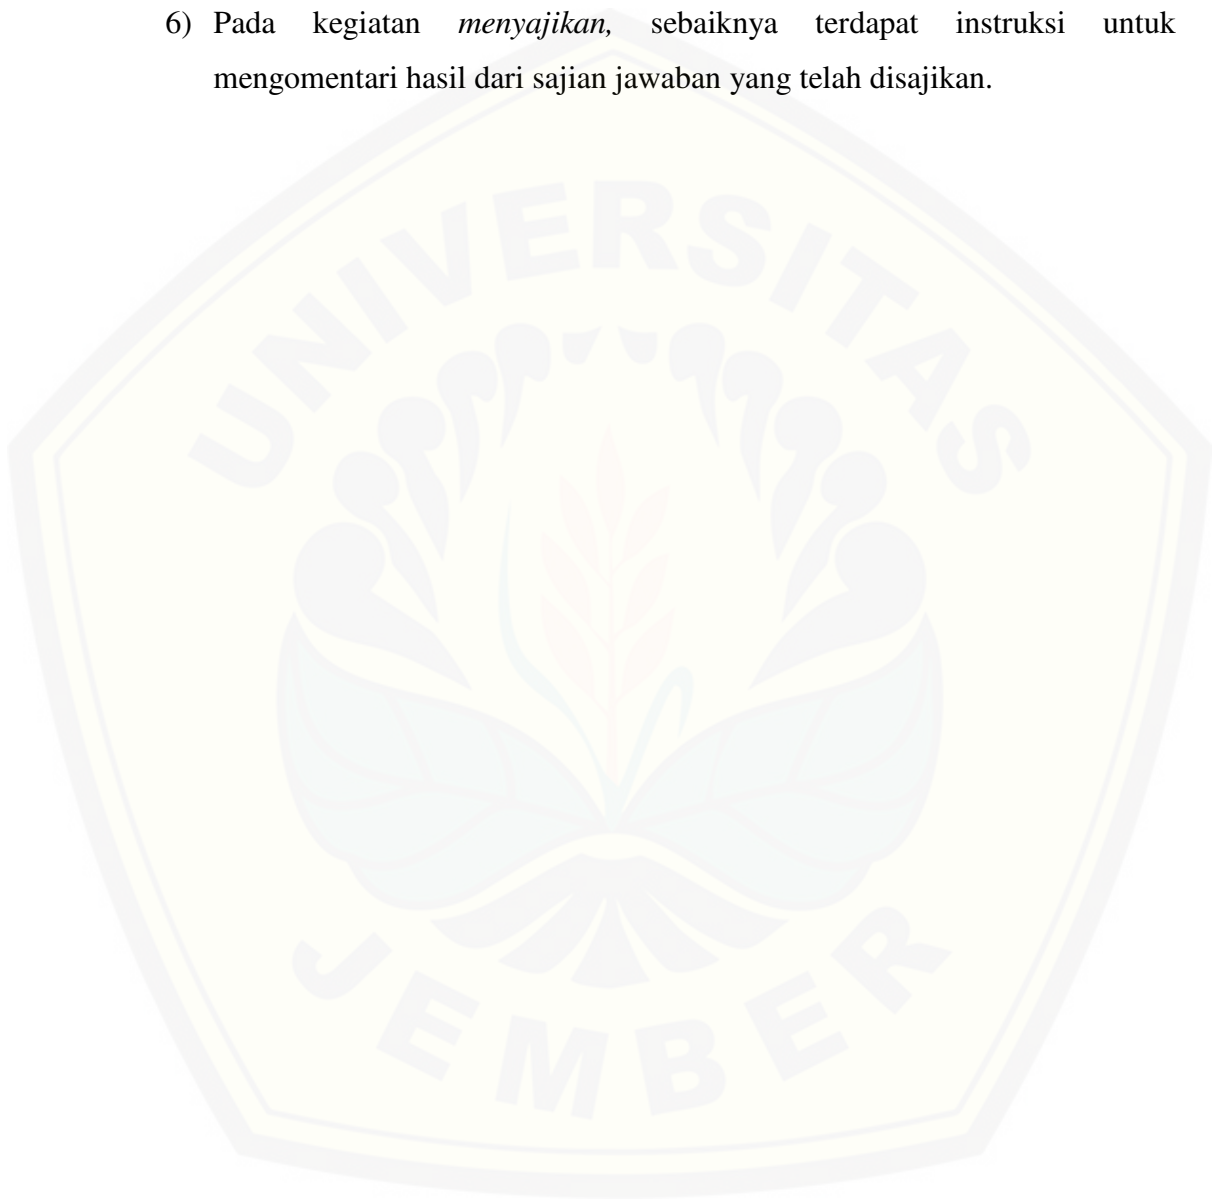 6) Pada kegiatan menyajikan, sebaiknya terdapat instruksi untuk
mengomentari hasil dari sajian jawaban yang telah disajikan.
UNIVERSITAS
JEMBER